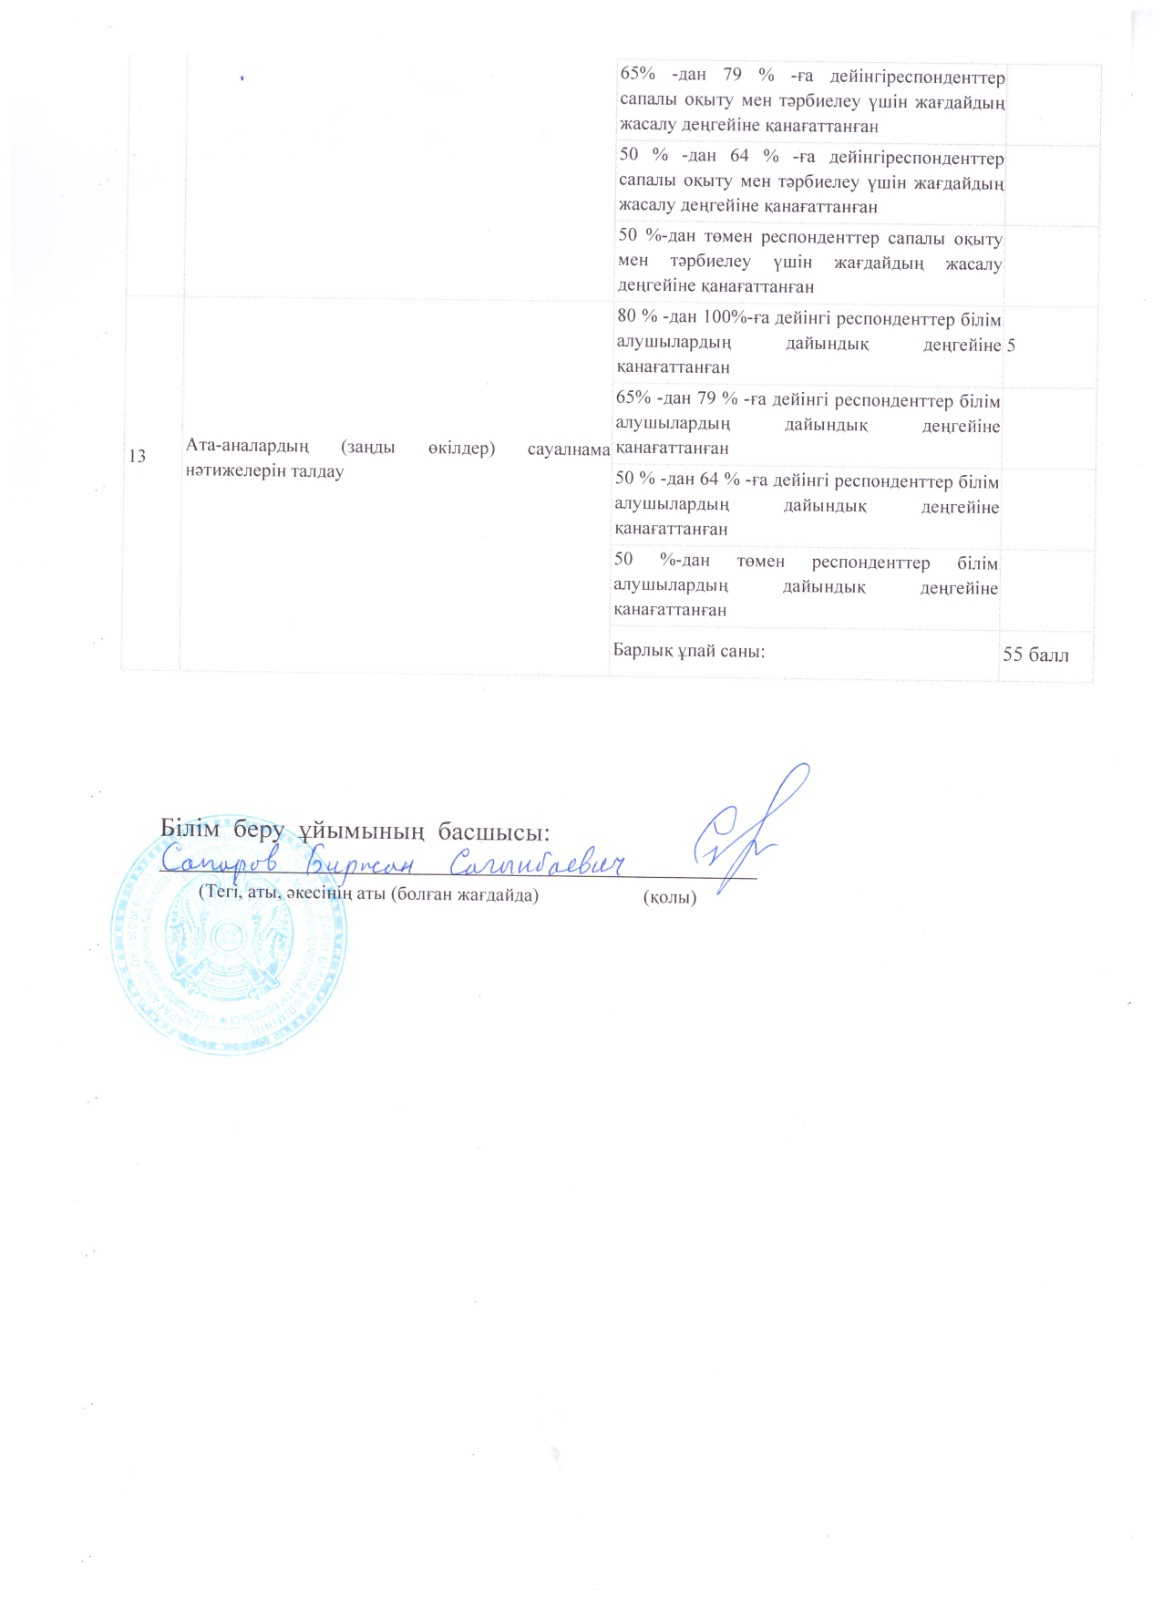 65% -дан 79 % -ға дейінгіреспонденттер
сапалы оқыту мен тәрбиелеу үшін жағдайдың
жасалу деңгейіне қанағаттанған
50 % -дан 64 % -ға дейінгіреспонденттер
сапалы оқыту мен тәрбиелеу үшін жағдайдың
жасалу деңгейіне қанағаттанған
50 %-дан төмен респонденттер сапалы оқыту
мен тәрбиелеу үшін жағдайдың жасалу
деңгейіне қанағаттанған
13
Ата-аналардың (заңды өкілдер) сауалнама
нәтижелерін талдау
80 % -дан 100%-ға дейінгі респонденттер білім
алушылардың дайындық деңгейіне
қанағаттанған
5
65% -дан 79 % -ға дейінгі респонденттер білім
алушылардың дайындық деңгейіне
қанағаттанған
50 % -дан 64 % -ға дейінгі респонденттер білім
алушылардың дайындық деңгейіне
қанағаттанған
50 %-дан төмен респонденттер білім
алушылардың дайындық деңгейіне
қанағаттанған
Барлық ұпай саны:
55 балл
Білім беру ұйымының басшысы:
Сапаров Биржан Сагынбаевич
(Тегі, аты, әкесінің аты (болған жағдайда) (қолы)